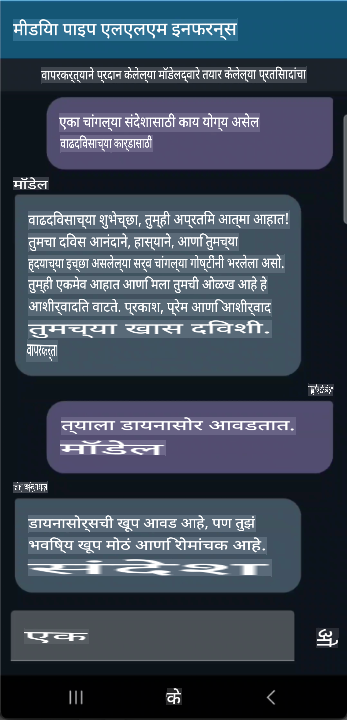 मीडिया पाइप एलएलएम इनफरन्स
वापरकर्त्याने प्रदान केलेल्या मॉडेलद्वारे तयार केलेल्या प्रतिसादांचा
एका चांगल्या संदेशासाठी काय योग्य असेल
वाढदिवसाच्या कार्डासाठी
मॉडेल
वाढदिवसाच्या शुभेच्छा, तुम्ही अप्रतिम आत्मा आहात!
तुमचा दिवस आनंदाने, हास्याने, आणि तुमच्या
हृदयाच्या इच्छा असलेल्या सर्व चांगल्या गोष्टींनी भरलेला असो.
तुम्ही एकमेव आहात आणि मला तुमची ओळख आहे हे
आशीर्वादित वाटते. प्रकाश, प्रेम आणि आशीर्वाद
तुमच्या खास दिवशी.
वापरकर्ता
त्याला डायनासोर आवडतात.
मॉडेल
डायनासोर्सची खूप आवड आहे, पण तुझं
भविष्य खूप मोठं आणि रोमांचक आहे.
संदेश
एक
के